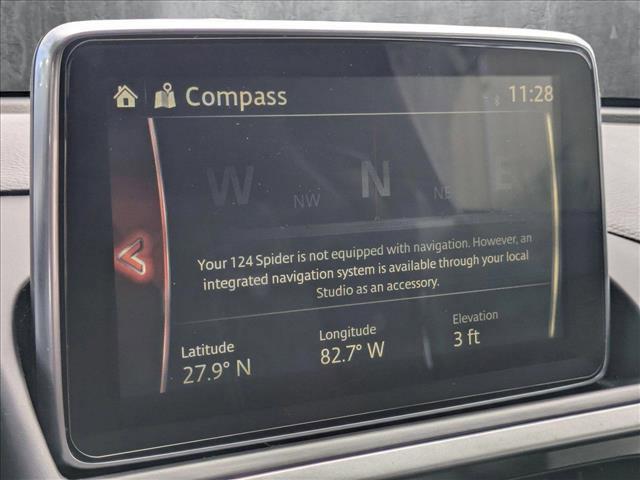 Compass
11:28
W NW N NE E
Your 124 Spider is not equipped with navigation. However, an
integrated navigation system is available through your local
Studio as an accessory.
Latitude
27.9° N
Longitude
82.7° W
Elevation
3 ft